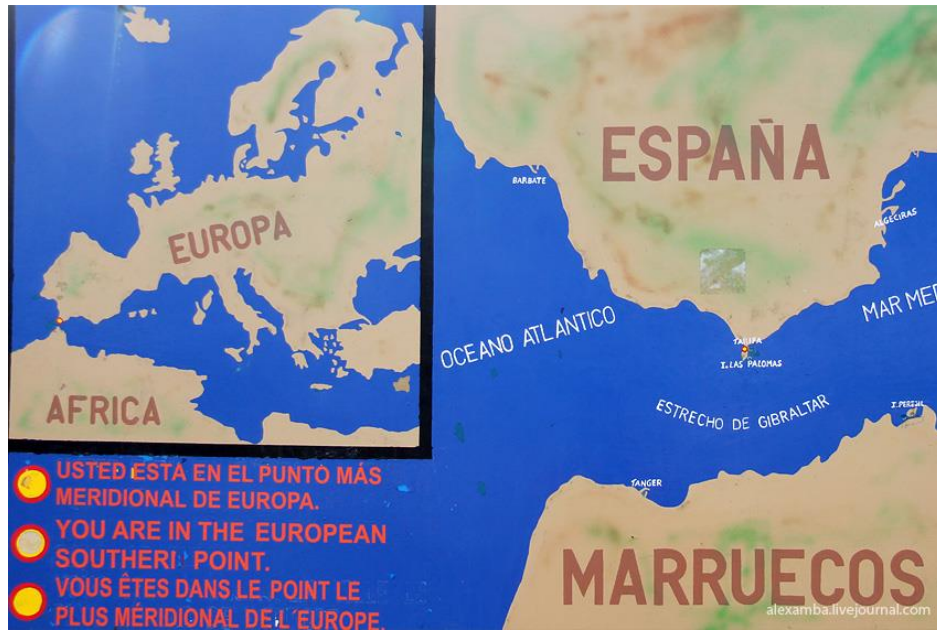 EUROPA
AFRICA
ESPAÑA
BARBATE
ALGECIRAS
OCEANO ATLANTICO
MAR MED
TARIFA
I. LAS PALOMAS
ESTRECHO DE GIBRALTAR
I. PEREJIL
TANGER
MARRUECOS
USTED ESTA EN EL PUNTO MÁS
MERIDIONAL DE EUROPA.
YOU ARE IN THE EUROPEAN
SOUTHERN POINT.
VOUS ÊTES DANS LE POINT LE
PLUS MÉRIDIONAL DE L´EUROPE.
alexamba.livejournal.com